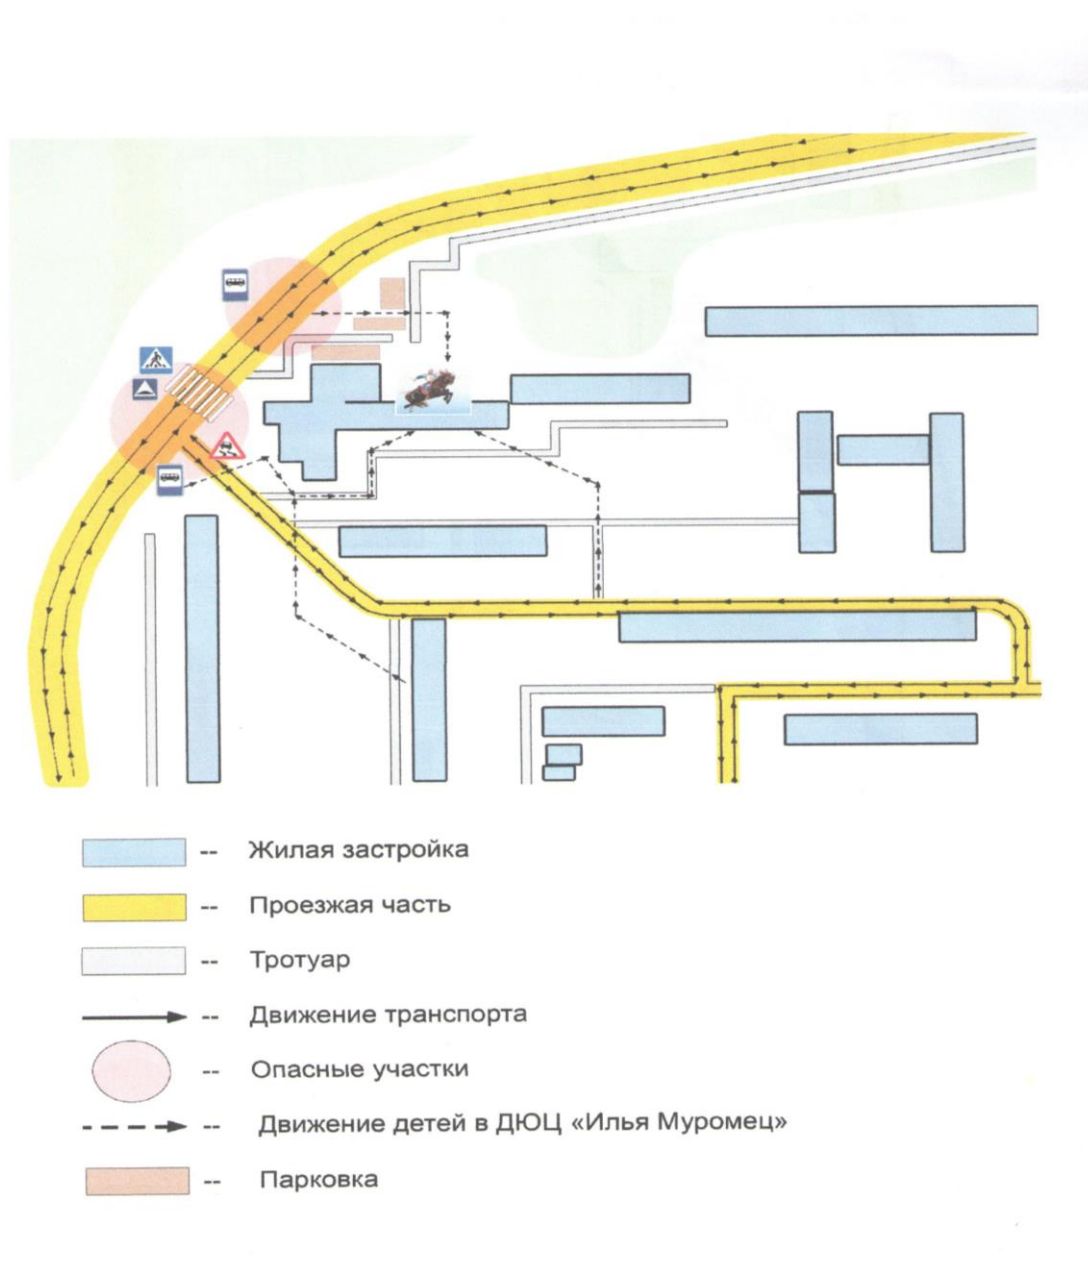 -- Жилая застройка
-- Проезжая часть
-- Тротуар
-- Движение транспорта
-- Опасные участки
-- Движение детей в ДЮЦ «Илья Муромец»
-- Парковка